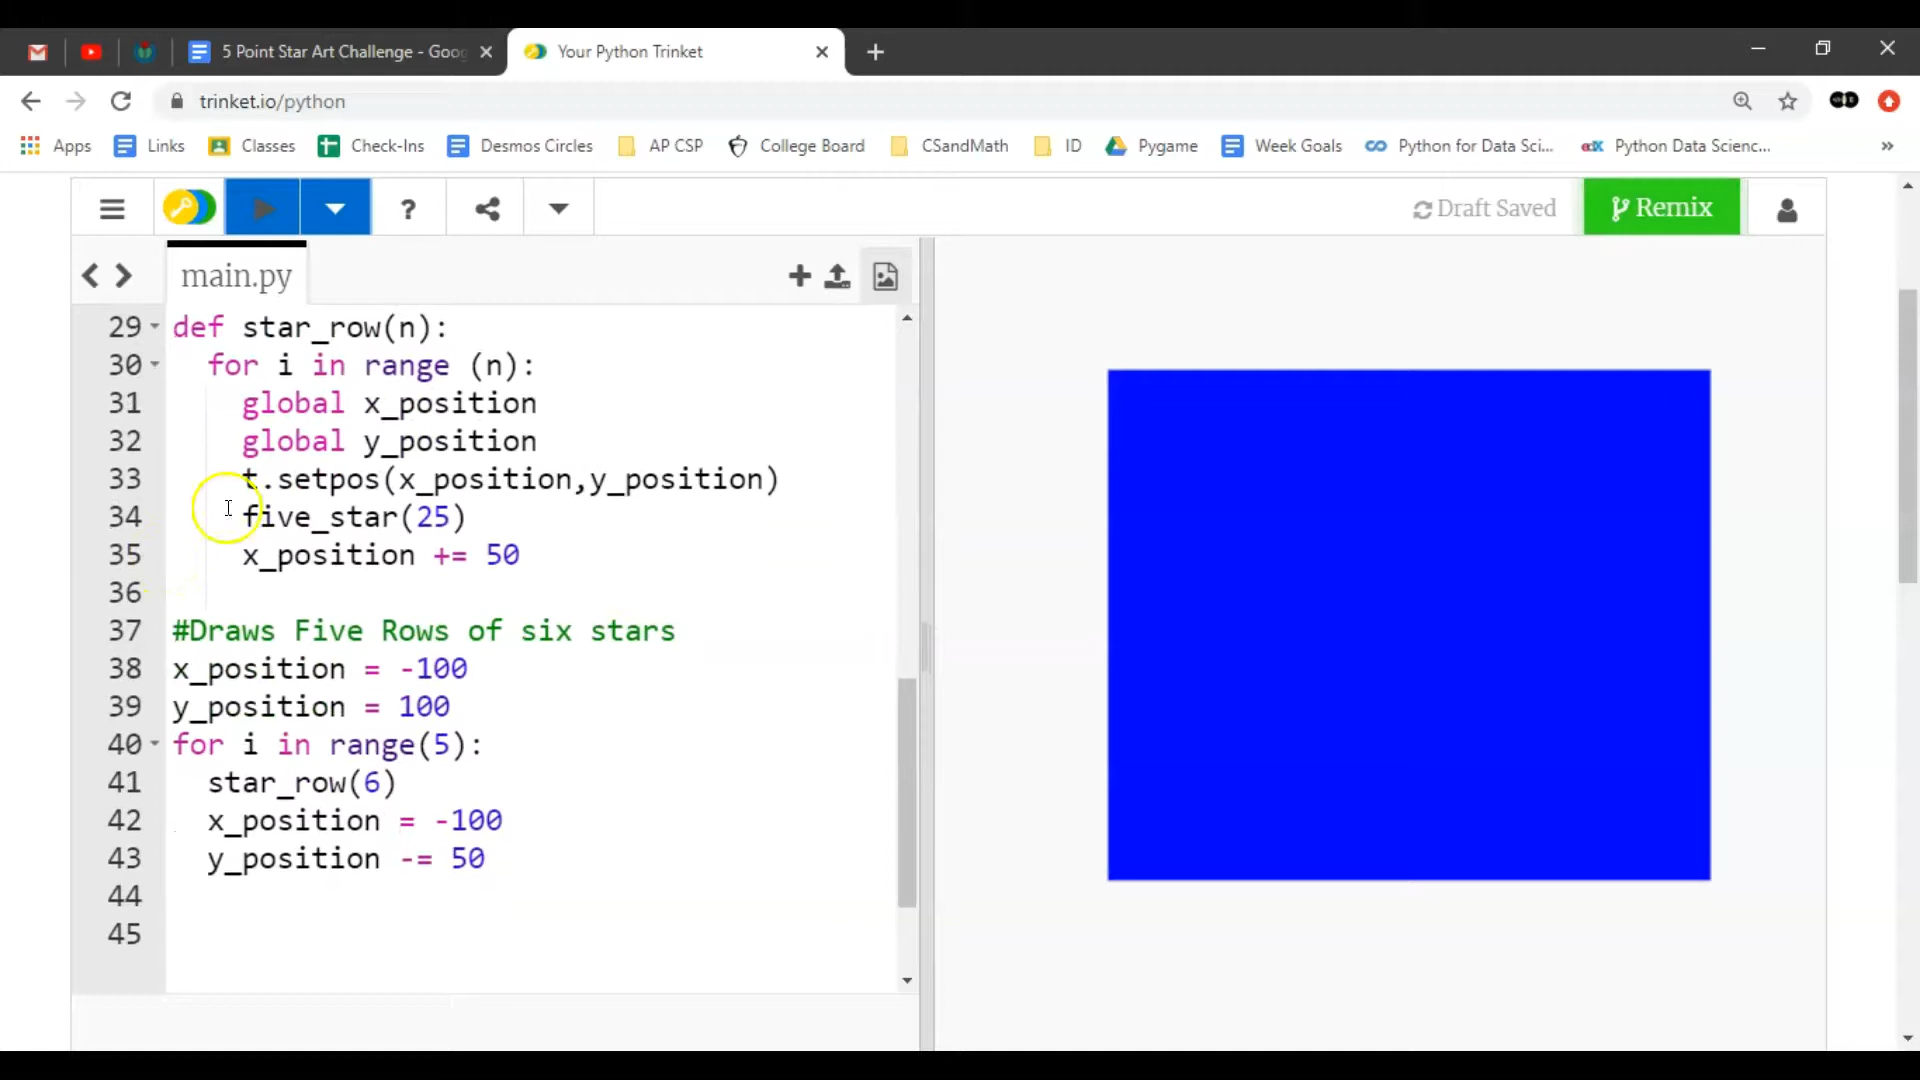 5 Point Star Art Challenge - Goog
Your Python Trinket
trinket.io/python
Apps
Links
Classes
Check-Ins
Desmos Circles
AP CSP
College Board
CSandMath
ID
Pygame
Week Goals
Python for Data Sci...
edX
Python Data Scienc...
»
?
Draft Saved
Remix
main.py
29 def star_row(n):
30 for i in range (n):
31 global x_position
32 global y_position
33 t.setpos(x_position,y_position)
34 five_star(25)
35 x_position += 50
36
37 #Draws Five Rows of six stars
38 x_position = -100
39 y_position = 100
40 for i in range(5):
41 star_row(6)
42 x_position = -100
43 y_position -= 50
44
45